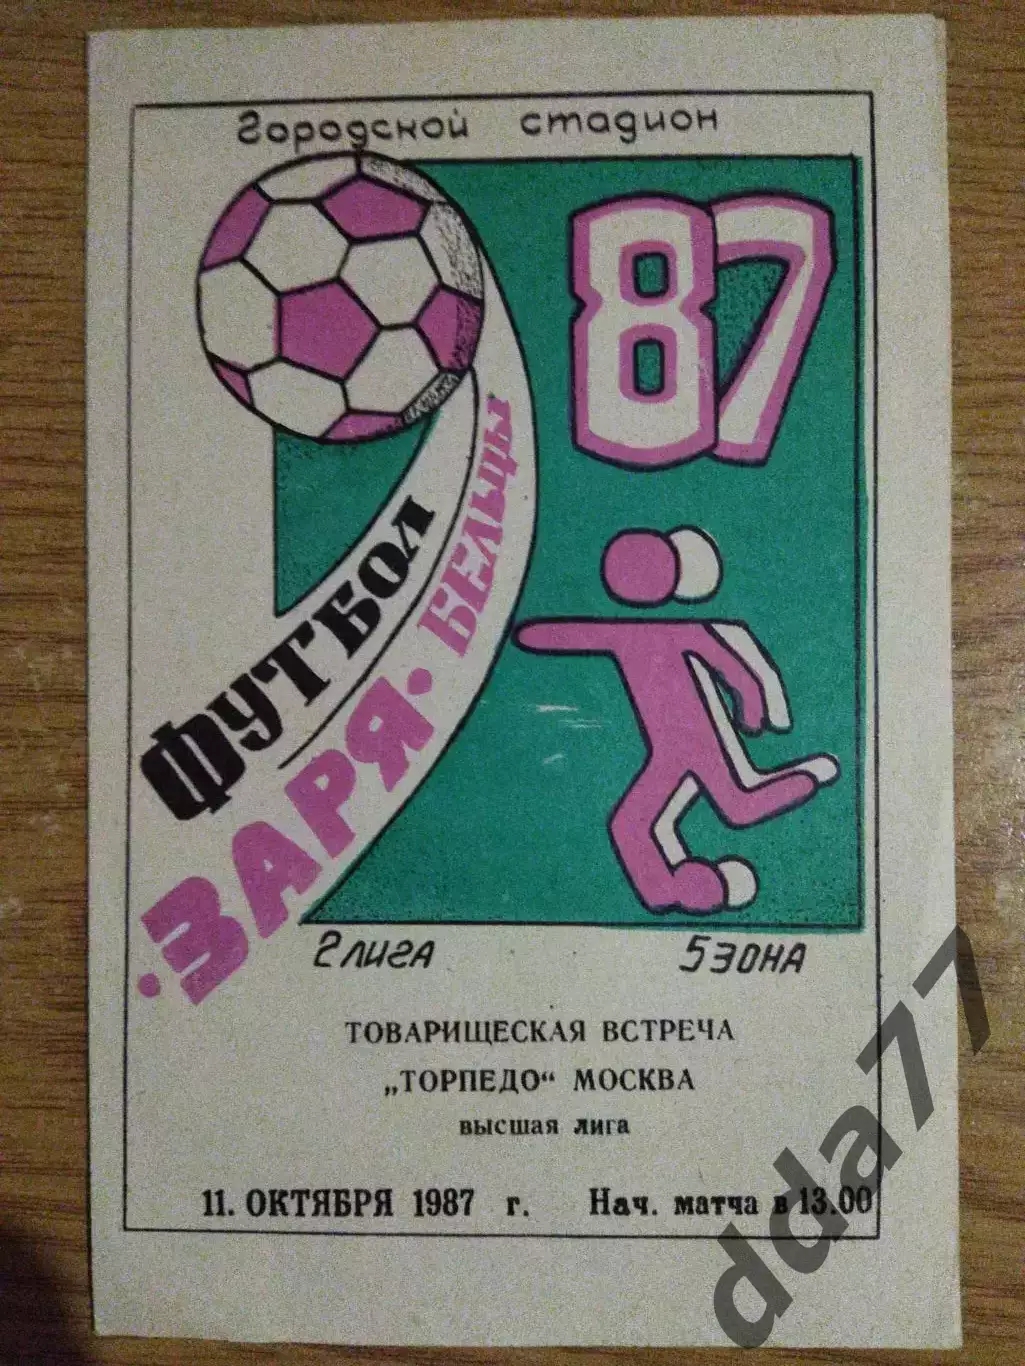 Городской стадион
87
ФУТБОЛ
•ЗАРЯ• БЕЛЬЦЫ
2 ЛИГА 5 ЗОНА
ТОВАРИЩЕСКАЯ ВСТРЕЧА
„ТОРПЕДО“ МОСКВА
ВЫСШАЯ ЛИГА
11. ОКТЯБРЯ 1987 г. Нач. матча в 13.00
dda77